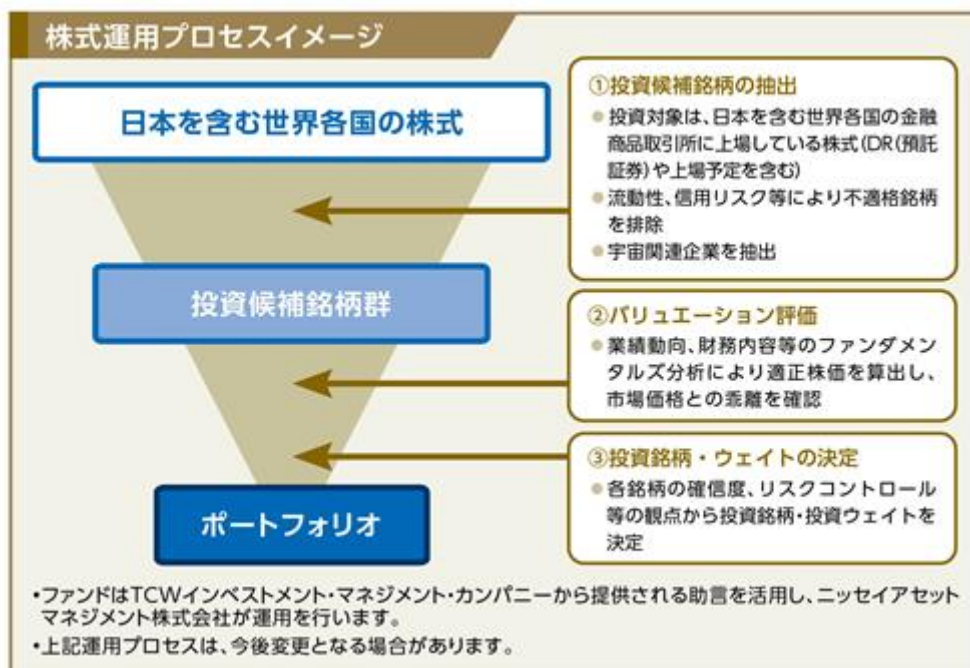 株式運用プロセスイメージ
日本を含む世界各国の株式
①投資候補銘柄の抽出
●投資対象は、日本を含む世界各国の金融
商品取引所に上場している株式(DR(預託
証券)や上場予定を含む)
●流動性、信用リスク等により不適格銘柄
を排除
●宇宙関連企業を抽出
投資候補銘柄群
②バリュエーション評価
●業績動向、財務内容等のファンダメン
タルズ分析により適正株価を算出し、
市場価格との乖離を確認
③投資銘柄・ウェイトの決定
●各銘柄の確信度、リスクコントロール
等の観点から投資銘柄・投資ウェイトを
決定
ポートフォリオ
・ファンドはTCWインベストメント・マネジメント・カンパニーから提供される助言を活用し、ニッセイアセット
マネジメント株式会社が運用を行います。
・上記運用プロセスは、今後変更となる場合があります。